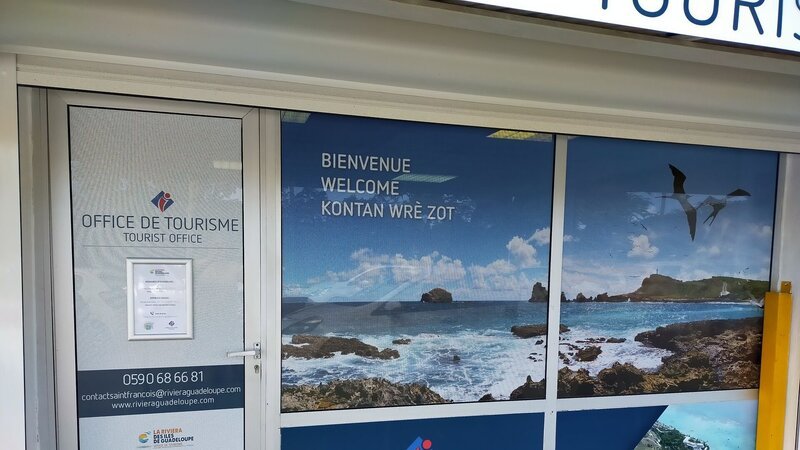 TOURIS
BIENVENUE
WELCOME
KONTAN WRÈ ZOT
OFFICE DE TOURISME
TOURIST OFFICE
0590 68 66 81
contactsaintfrancois@rivieraguadeloupe.com
www.rivieraguadeloupe.com
LA RIVIERA
DES ILES
DE GUADELOUPE